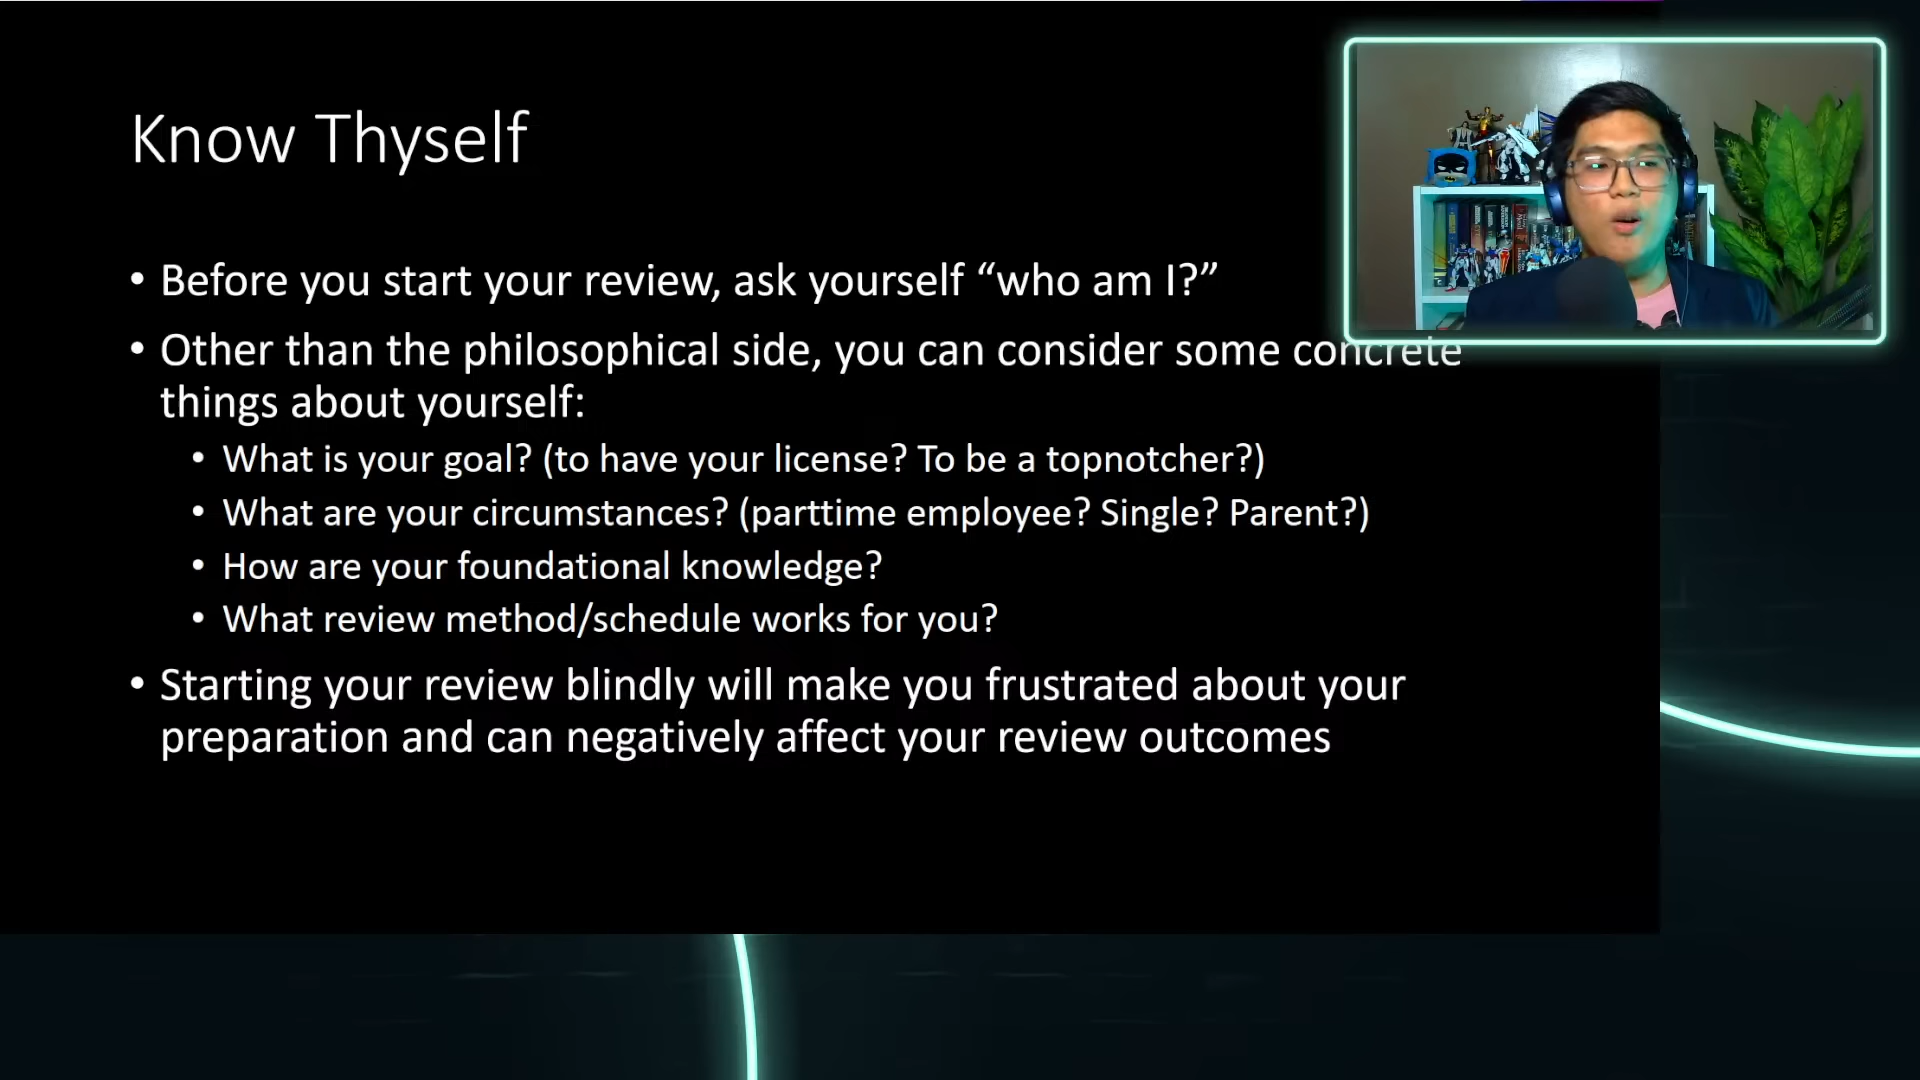 Know Thyself
• Before you start your review, ask yourself “who am I?”
• Other than the philosophical side, you can consider some concrete
things about yourself:
• What is your goal? (to have your license? To be a topnotcher?)
• What are your circumstances? (parttime employee? Single? Parent?)
• How are your foundational knowledge?
• What review method/schedule works for you?
• Starting your review blindly will make you frustrated about your
preparation and can negatively affect your review outcomes